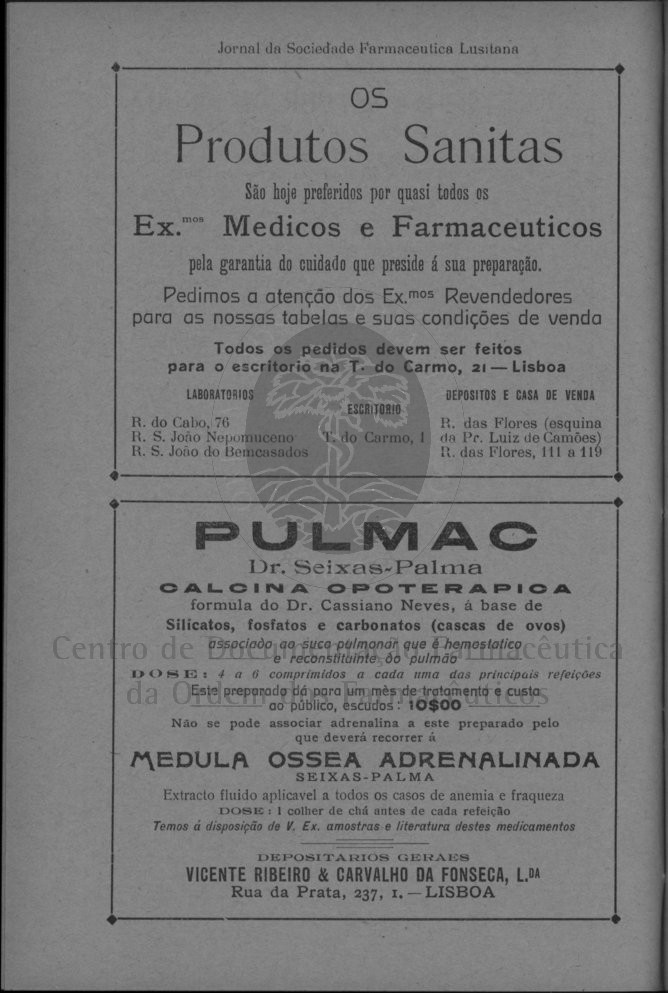 Jornal da Sociedade Farmaceutica Lusitana
OS
Produtos Sanitas
São hoje preferidos por quasi todos os
Ex.mos Medicos e Farmaceuticos
pela garantia do cuidado que preside á sua preparação.
Pedimos a atenção dos Ex.mos Revendedores
para as nossas tabelas e suas condições de venda
Todos os pedidos devem ser feitos
para o escritorio na T. do Carmo, 21 — Lisboa
LABORATORIOS
R. do Cabo, 76
R. S. João Nepomuceno
R. S. João do Bemcasados
ESCRITORIO
T. do Carmo, 1
DEPOSITOS E CASA DE VENDA
R. das Flores (esquina
da Pr. Luiz de Camões)
R. das Flores, 111 a 119
PULMAC
Dr. Seixas-Palma
CALCINA OPOTERAPICA
formula do Dr. Cassiano Neves, á base de
Silicatos, fosfatos e carbonatos (cascas de ovos)
associado ao suco pulmonar que é hemostatico
e reconstituinte do pulmão
DOSE: 4 a 6 comprimidos a cada uma das principais refeições
Este preparado dá para um mês de tratamento e custa
ao público, escudos: 10$00
Não se pode associar adrenalina a este preparado pelo
que deverá recorrer á
MEDULA OSSEA ADRENALINADA
SEIXAS-PALMA
Extracto fluido aplicavel a todos os casos de anemia e fraqueza
DOSE: 1 colher de chá antes de cada refeição
Temos á disposição de V. Ex. amostras e literatura destes medicamentos
DEPOSITARIOS GERAES
VICENTE RIBEIRO & CARVALHO DA FONSECA, L.DA
Rua da Prata, 237, 1. — LISBOA
Centro de Documentação Farmacêutica
da Ordem dos Farmacêuticos